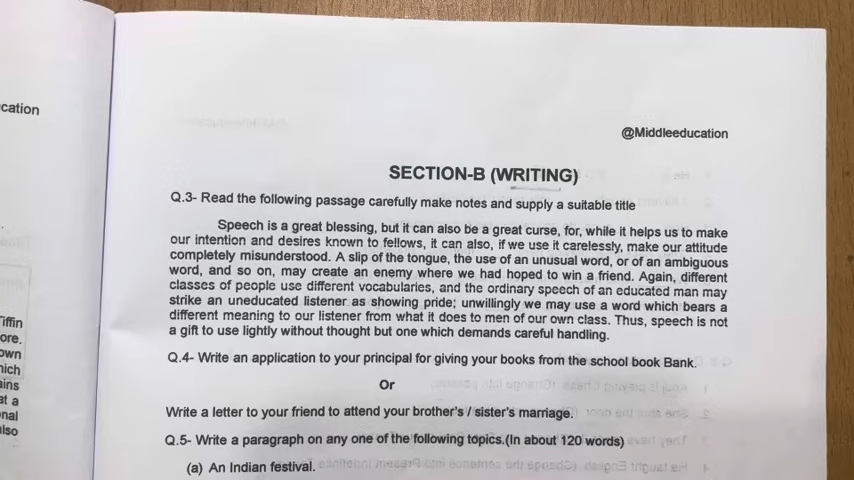 cation
@Middleeducation
SECTION-B (WRITING)
Q.3- Read the following passage carefully make notes and supply a suitable title
Speech is a great blessing, but it can also be a great curse, for, while it helps us to make
our intention and desires known to fellows, it can also, if we use it carelessly, make our attitude
completely misunderstood. A slip of the tongue, the use of an unusual word, or of an ambiguous
word, and so on, may create an enemy where we had hoped to win a friend. Again, different
classes of people use different vocabularies, and the ordinary speech of an educated man may
strike an uneducated listener as showing pride; unwillingly we may use a word which bears a
different meaning to our listener from what it does to men of our own class. Thus, speech is not
a gift to use lightly without thought but one which demands careful handling.
Q.4- Write an application to your principal for giving your books from the school book Bank.
Or
Write a letter to your friend to attend your brother's / sister's marriage.
Q.5- Write a paragraph on any one of the following topics.(In about 120 words)
(a) An Indian festival.
iffin
ore.
own
hich
ains
at a
onal
also